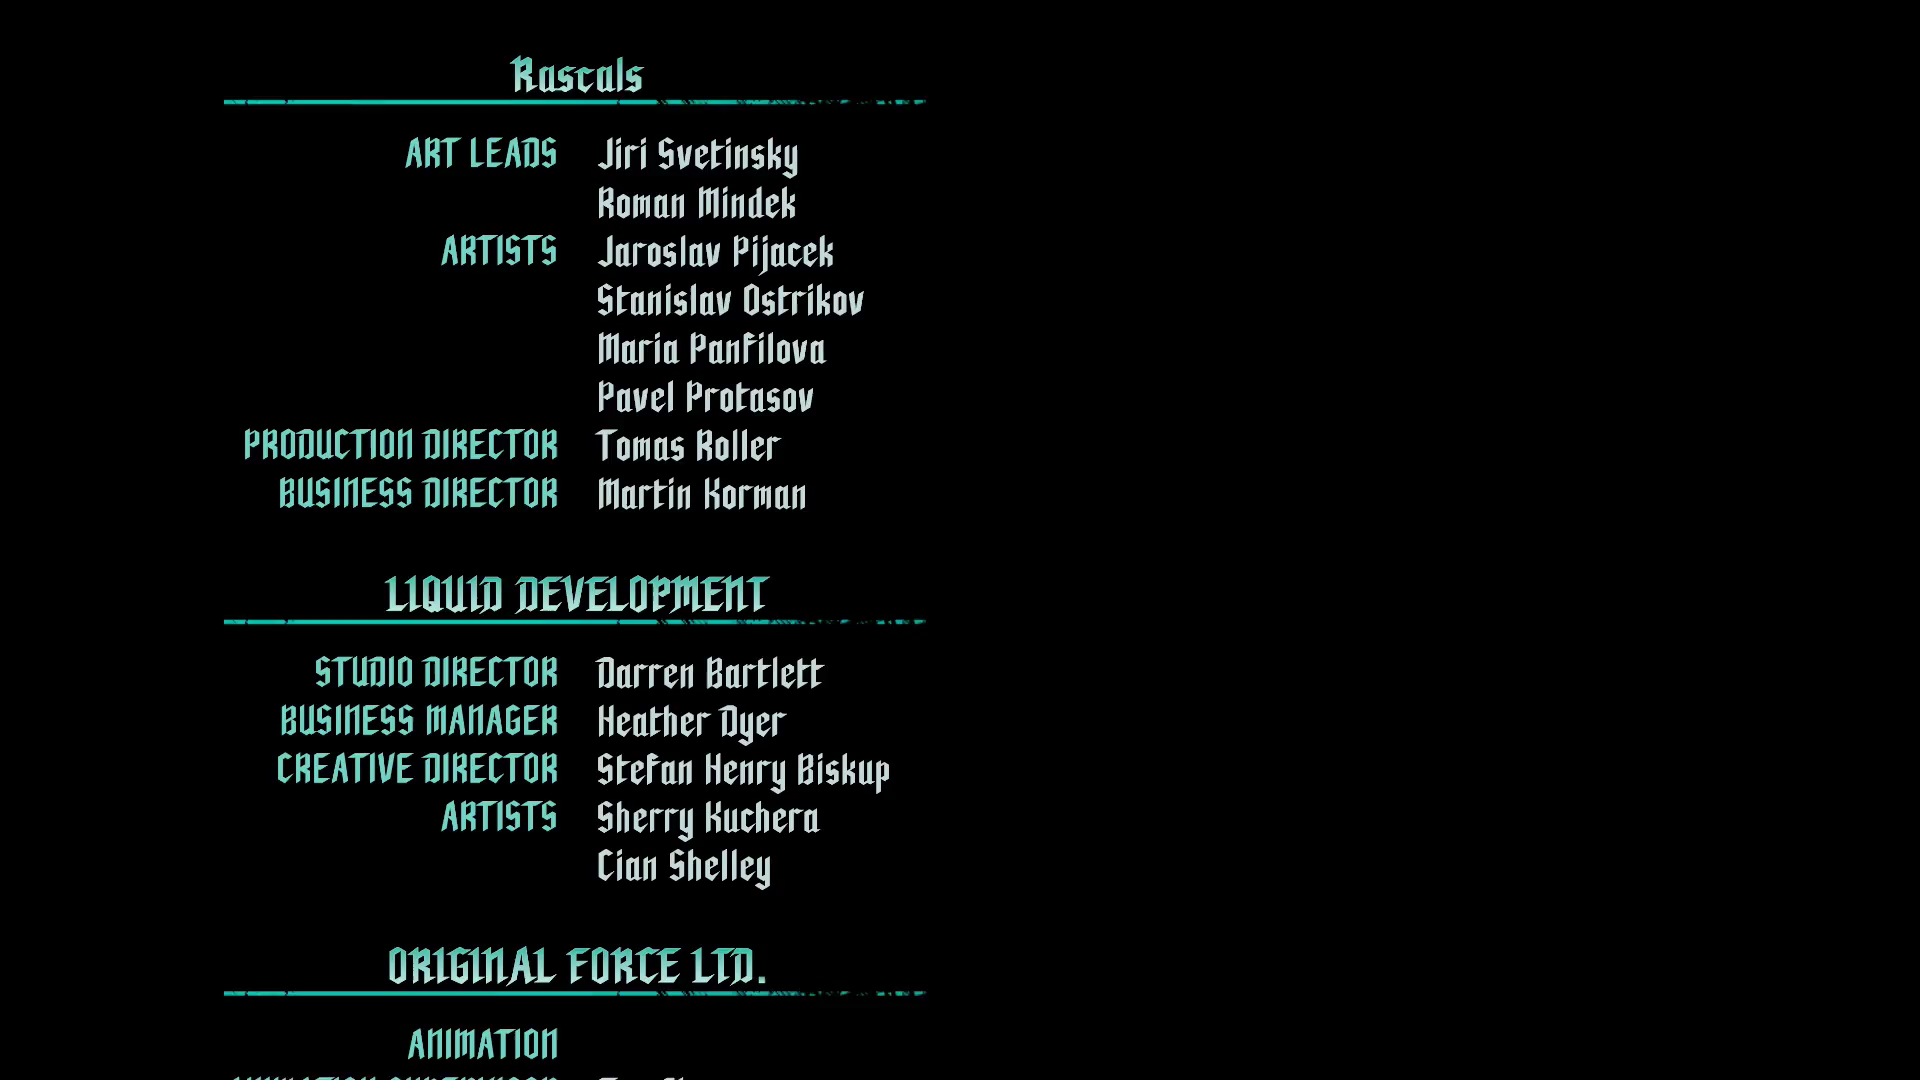 Rascals
ART LEADS Jiri Svetinsky
Roman Mindek
ARTISTS Jaroslav Pijacek
Stanislav Ostrikov
Maria Panfilova
Pavel Protasov
PRODUCTION DIRECTOR Tomas Roller
BUSINESS DIRECTOR Martin Korman
LIQUID DEVELOPMENT
STUDIO DIRECTOR Darren Bartlett
BUSINESS MANAGER Heather Dyer
CREATIVE DIRECTOR Stefan Henry Biskup
ARTISTS Sherry Kuchera
Cian Shelley
ORIGINAL FORCE LTD.
ANIMATION